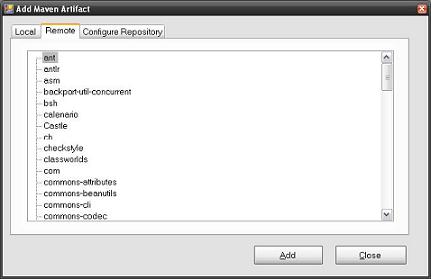 Add Maven Artifact
Local Remote Configure Repository
ant
antlr
asm
backport-util-concurrent
bsh
calenario
Castle
ch
checkstyle
classworlds
com
commons-attributes
commons-beanutils
commons-cli
commons-codec
Add Close